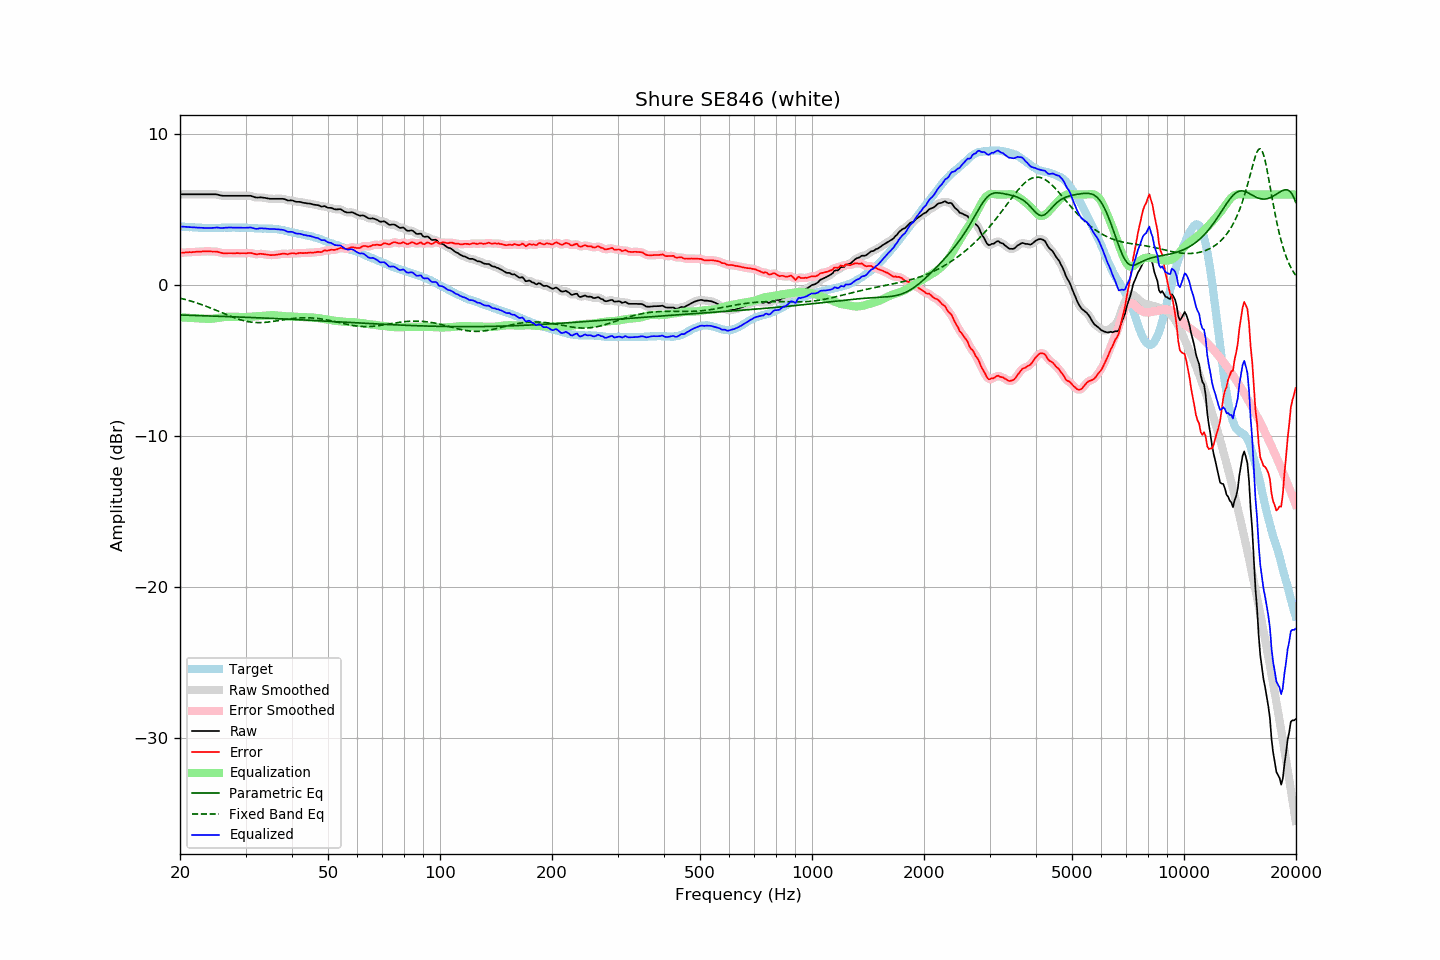 Shure SE846 (white)
10
0
−10
−20
−30
Amplitude (dBr)
Target
Raw Smoothed
Error Smoothed
Raw
Error
Equalization
Parametric Eq
Fixed Band Eq
Equalized
20 50 100 200 500 1000 2000 5000 10000 20000
Frequency (Hz)